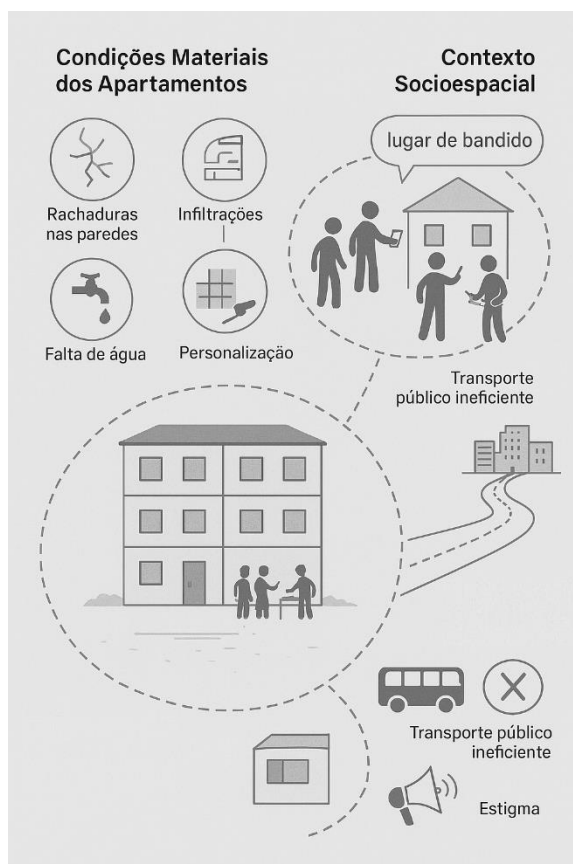 Condições Materiais
dos Apartamentos
Contexto
Socioespacial
lugar de bandido
Rachaduras
nas paredes
Infiltrações
Falta de água
Personalização
Transporte
público ineficiente
Transporte público
ineficiente
Estigma